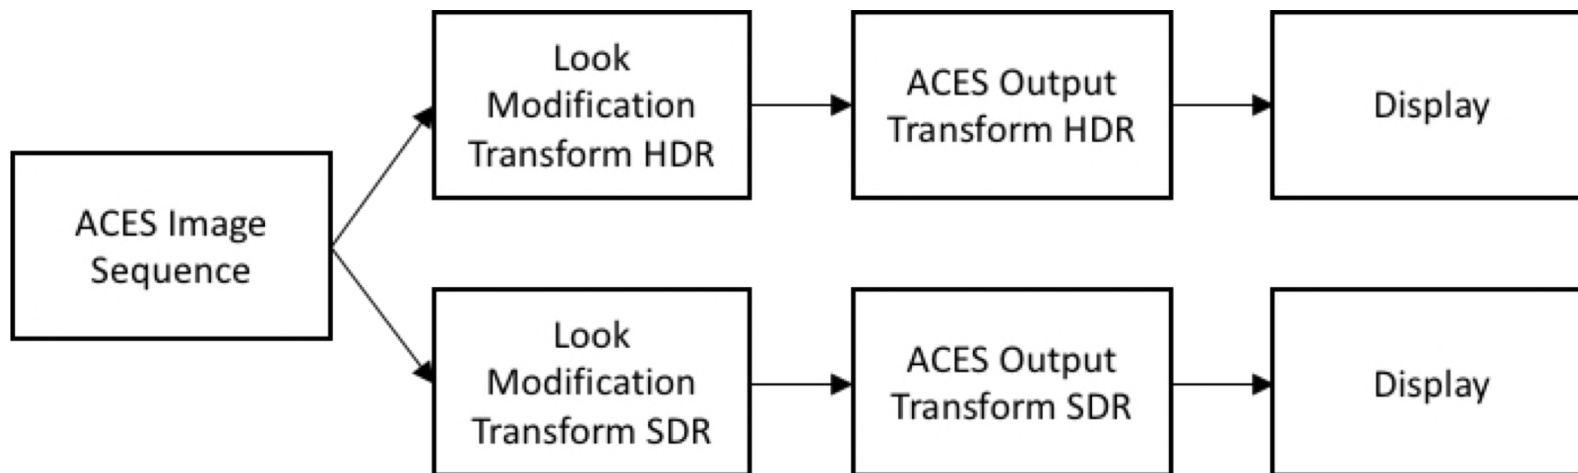 ACES Image
Sequence
Look
Modification
Transform HDR
ACES Output
Transform HDR
Display
Look
Modification
Transform SDR
ACES Output
Transform SDR
Display